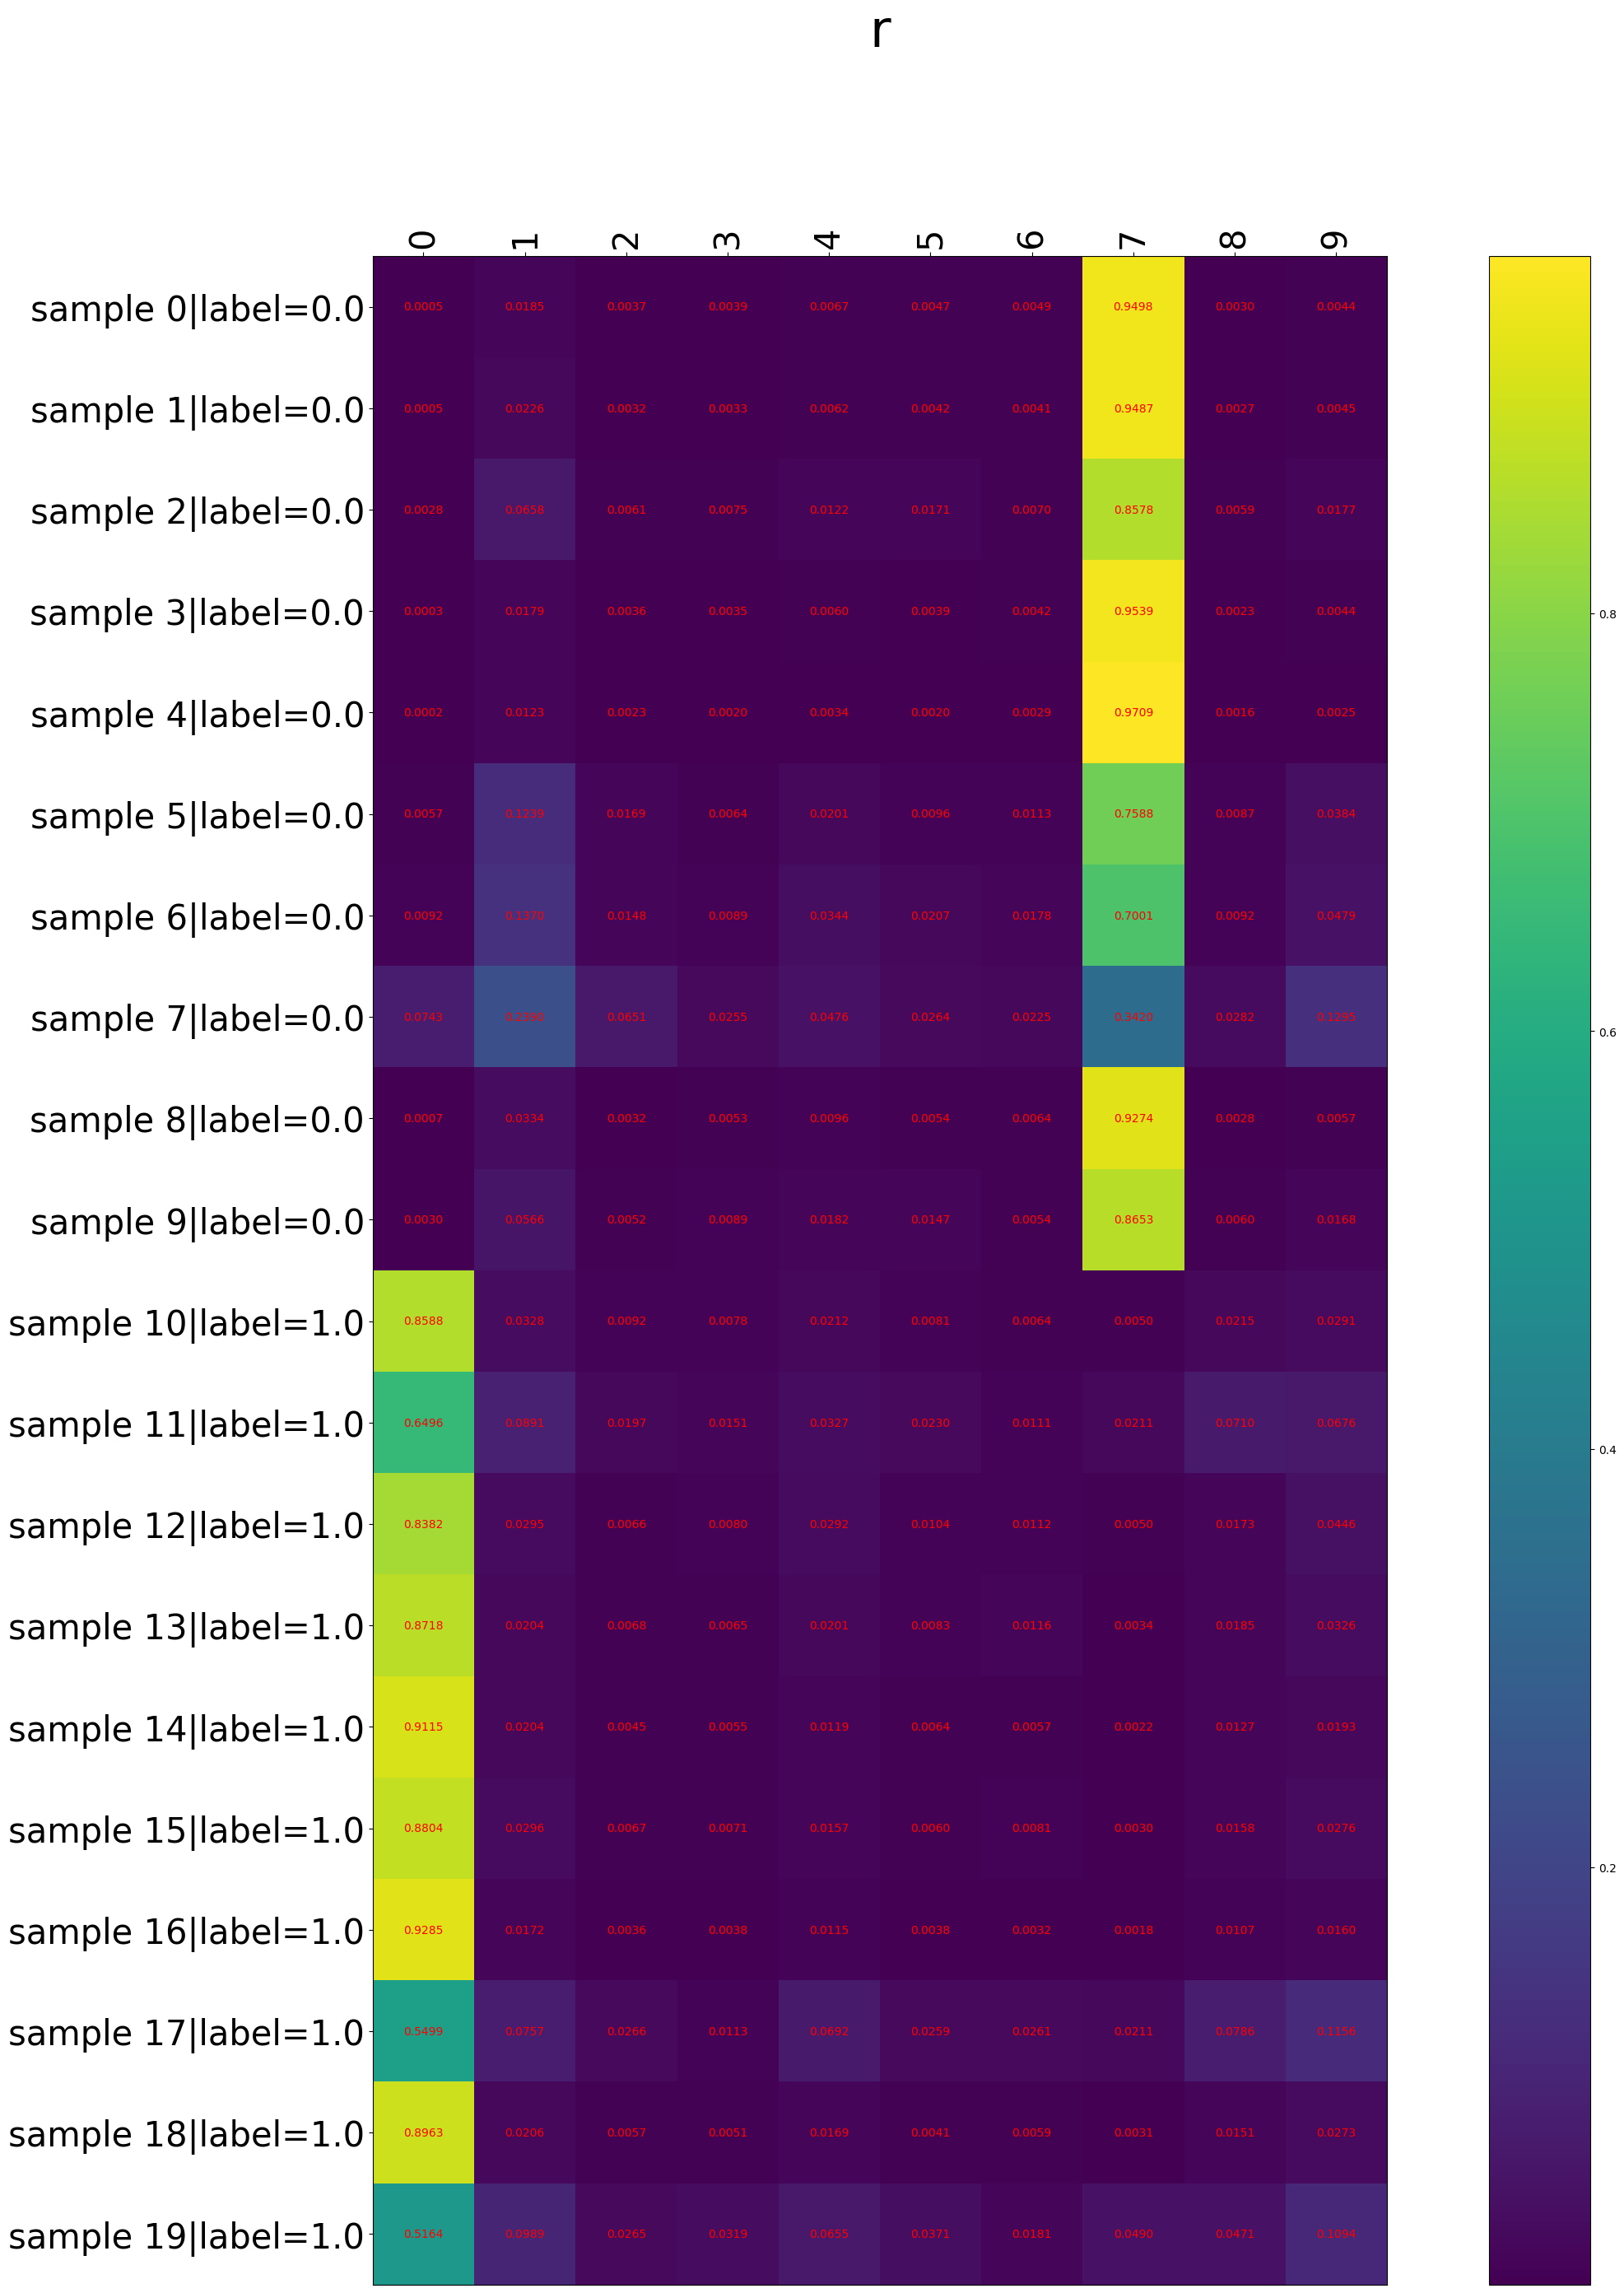 r
0 1 2 3 4 5 6 7 8 9
sample 0|label=0.0 0.0005 0.0185 0.0037 0.0039 0.0067 0.0047 0.0049 0.9498 0.0030 0.0044
sample 1|label=0.0 0.0005 0.0226 0.0032 0.0033 0.0062 0.0042 0.0041 0.9487 0.0027 0.0045
sample 2|label=0.0 0.0028 0.0658 0.0061 0.0075 0.0122 0.0171 0.0070 0.8578 0.0059 0.0177
sample 3|label=0.0 0.0003 0.0179 0.0036 0.0035 0.0060 0.0039 0.0042 0.9539 0.0023 0.0044
0.8
sample 4|label=0.0 0.0002 0.0123 0.0023 0.0020 0.0034 0.0020 0.0029 0.9709 0.0016 0.0025
sample 5|label=0.0 0.0057 0.1239 0.0169 0.0064 0.0201 0.0096 0.0113 0.7588 0.0087 0.0384
sample 6|label=0.0 0.0092 0.1370 0.0148 0.0089 0.0344 0.0207 0.0178 0.7001 0.0092 0.0479
sample 7|label=0.0 0.0743 0.0651 0.0255 0.0476 0.0264 0.0225 0.3420 0.0282 0.1295
0.6
sample 8|label=0.0 0.0007 0.0334 0.0032 0.0053 0.0096 0.0054 0.0064 0.9274 0.0028 0.0057
sample 9|label=0.0 0.0030 0.0566 0.0052 0.0089 0.0182 0.0147 0.0054 0.8653 0.0060 0.0168
sample 10|label=1.0 0.8588 0.0328 0.0092 0.0078 0.0212 0.0081 0.0064 0.0050 0.0215 0.0291
sample 11|label=1.0 0.6496 0.0891 0.0197 0.0151 0.0327 0.0230 0.0111 0.0211 0.0710 0.0676
0.4
sample 12|label=1.0 0.8382 0.0295 0.0066 0.0080 0.0292 0.0104 0.0112 0.0050 0.0173 0.0446
sample 13|label=1.0 0.8718 0.0204 0.0068 0.0065 0.0201 0.0083 0.0116 0.0034 0.0185 0.0326
sample 14|label=1.0 0.9115 0.0204 0.0045 0.0055 0.0119 0.0064 0.0057 0.0022 0.0127 0.0193
sample 15|label=1.0 0.8804 0.0296 0.0067 0.0071 0.0157 0.0060 0.0081 0.0030 0.0158 0.0276
0.2
sample 16|label=1.0 0.9285 0.0172 0.0036 0.0038 0.0115 0.0038 0.0032 0.0018 0.0107 0.0160
sample 17|label=1.0 0.5499 0.0757 0.0266 0.0113 0.0692 0.0259 0.0261 0.0211 0.0786 0.1156
sample 18|label=1.0 0.8963 0.0206 0.0057 0.0051 0.0169 0.0041 0.0059 0.0031 0.0151 0.0273
sample 19|label=1.0 0.5164 0.0989 0.0265 0.0319 0.0655 0.0371 0.0181 0.0490 0.0471 0.1094